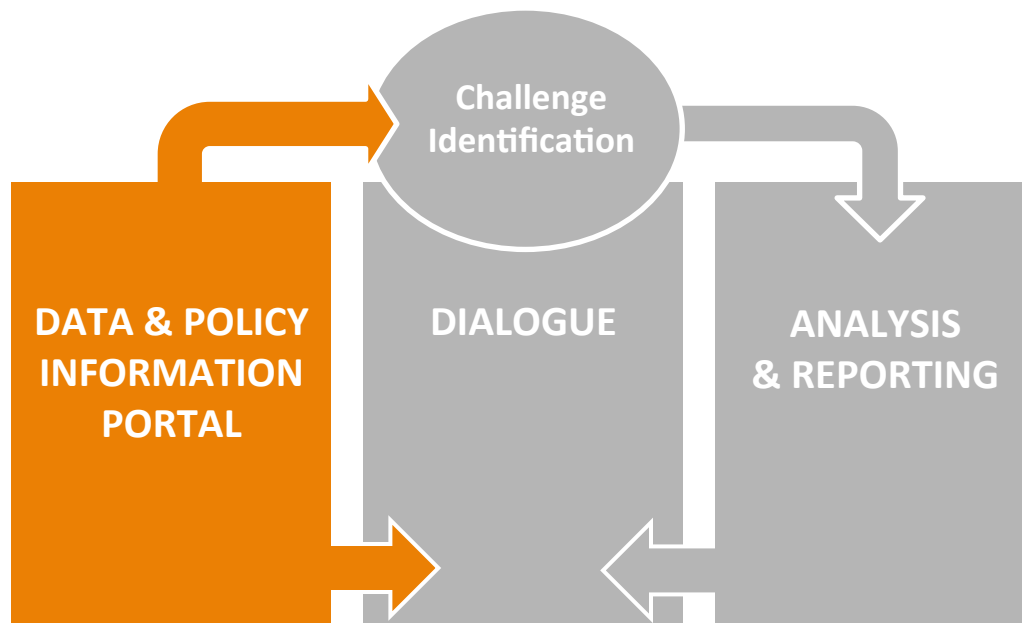 Challenge
Identification
DATA & POLICY
INFORMATION
PORTAL
DIALOGUE
ANALYSIS
& REPORTING